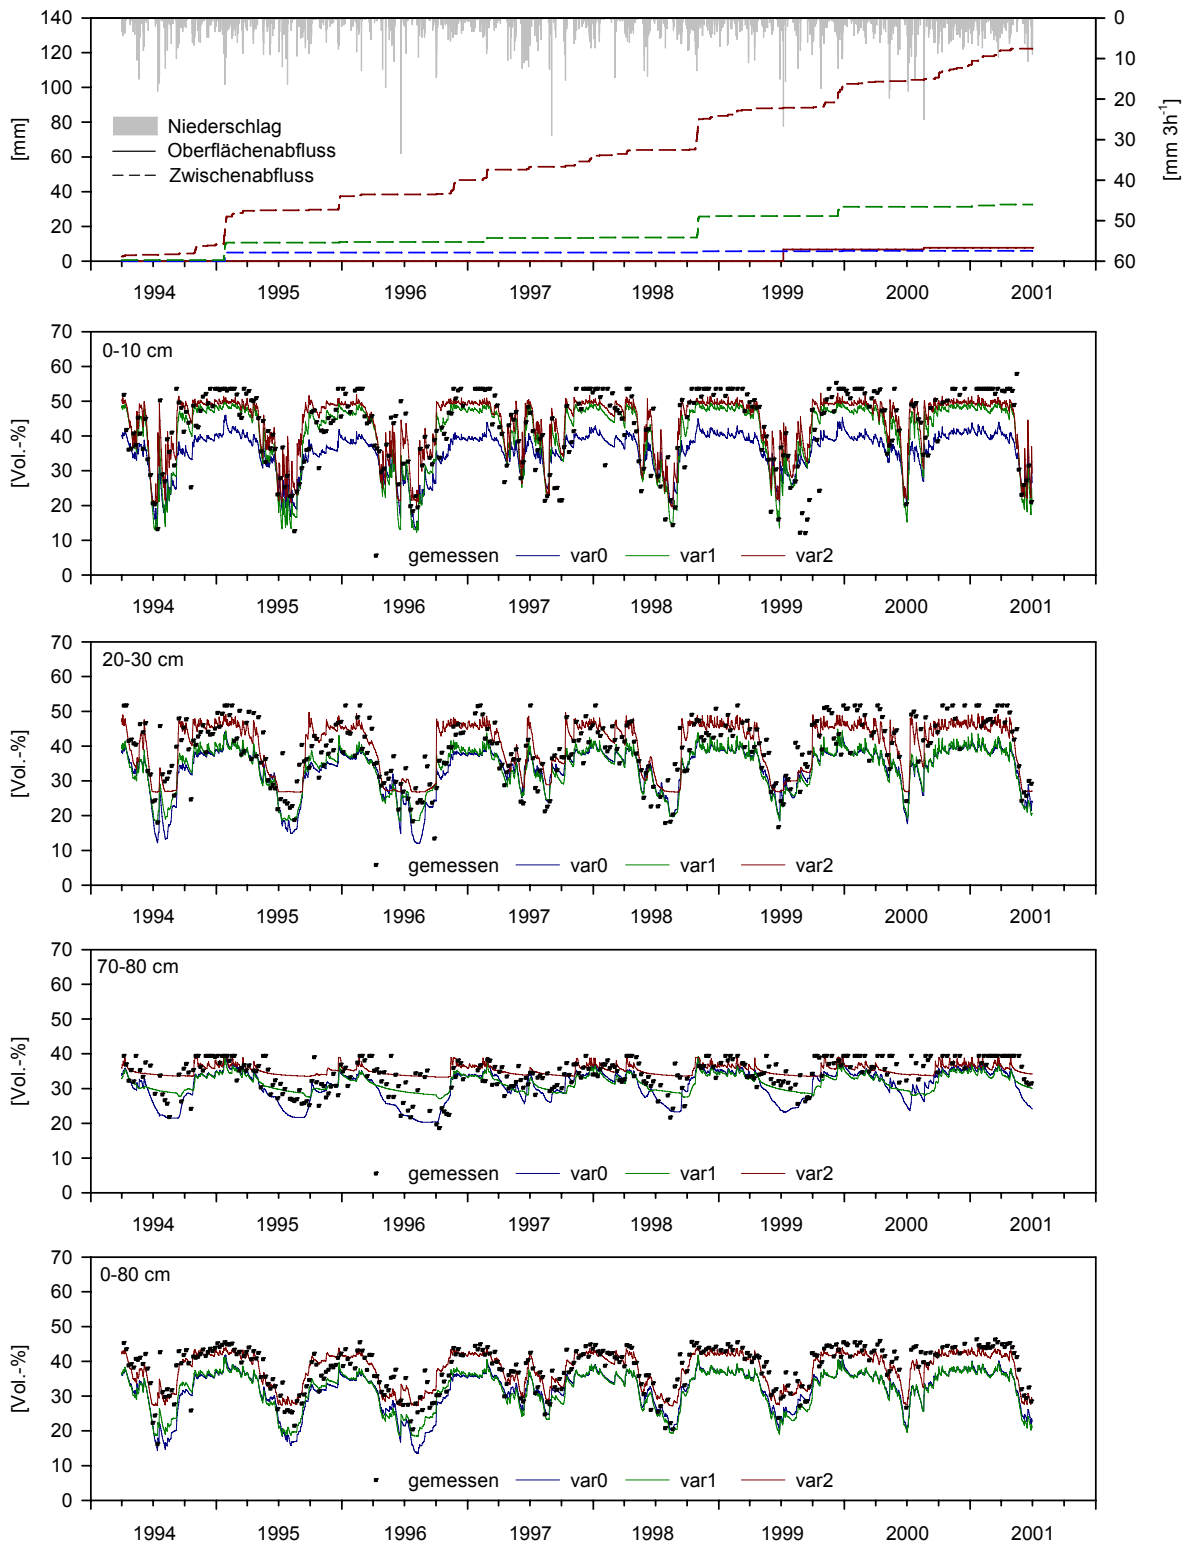 140 0
120 10
100 20
80 30
60 40
40 50
20
0 60
[mm]
[mm 3h⁻¹]
Niederschlag
Oberflächenabfluss
Zwischenabfluss
1994 1995 1996 1997 1998 1999 2000 2001
70
60
50
40
30
20
10
0
[Vol.-%]
0-10 cm
gemessen var0 var1 var2
1994 1995 1996 1997 1998 1999 2000 2001
70
60
50
40
30
20
10
0
[Vol.-%]
20-30 cm
gemessen var0 var1 var2
1994 1995 1996 1997 1998 1999 2000 2001
70
60
50
40
30
20
10
0
[Vol.-%]
70-80 cm
gemessen var0 var1 var2
1994 1995 1996 1997 1998 1999 2000 2001
70
60
50
40
30
20
10
0
[Vol.-%]
0-80 cm
gemessen var0 var1 var2
1994 1995 1996 1997 1998 1999 2000 2001